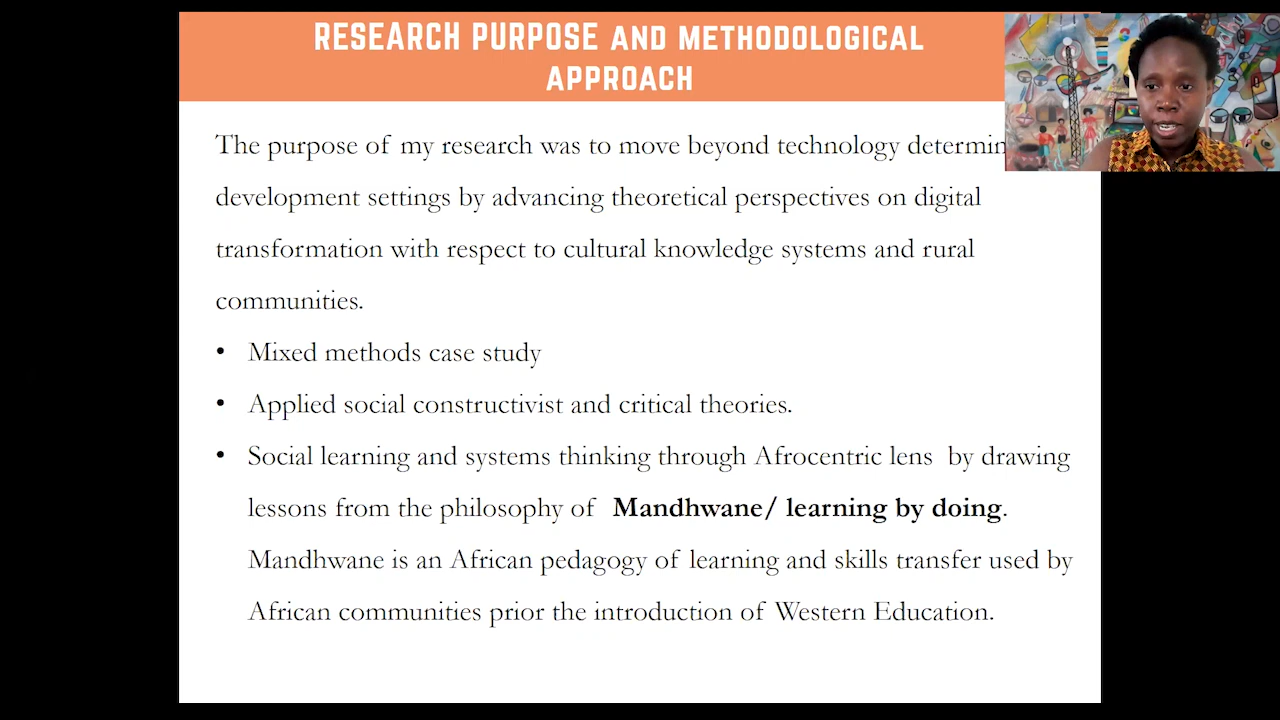 RESEARCH PURPOSE AND METHODOLOGICAL
APPROACH
The purpose of my research was to move beyond technology
development settings by advancing theoretical perspectives on digital
transformation with respect to cultural knowledge systems and rural
communities.
• Mixed methods case study
• Applied social constructivist and critical theories.
• Social learning and systems thinking through Afrocentric lens by drawing
lessons from the philosophy of Mandhwane/ learning by doing.
Mandhwane is an African pedagogy of learning and skills transfer used by
African communities prior the introduction of Western Education.